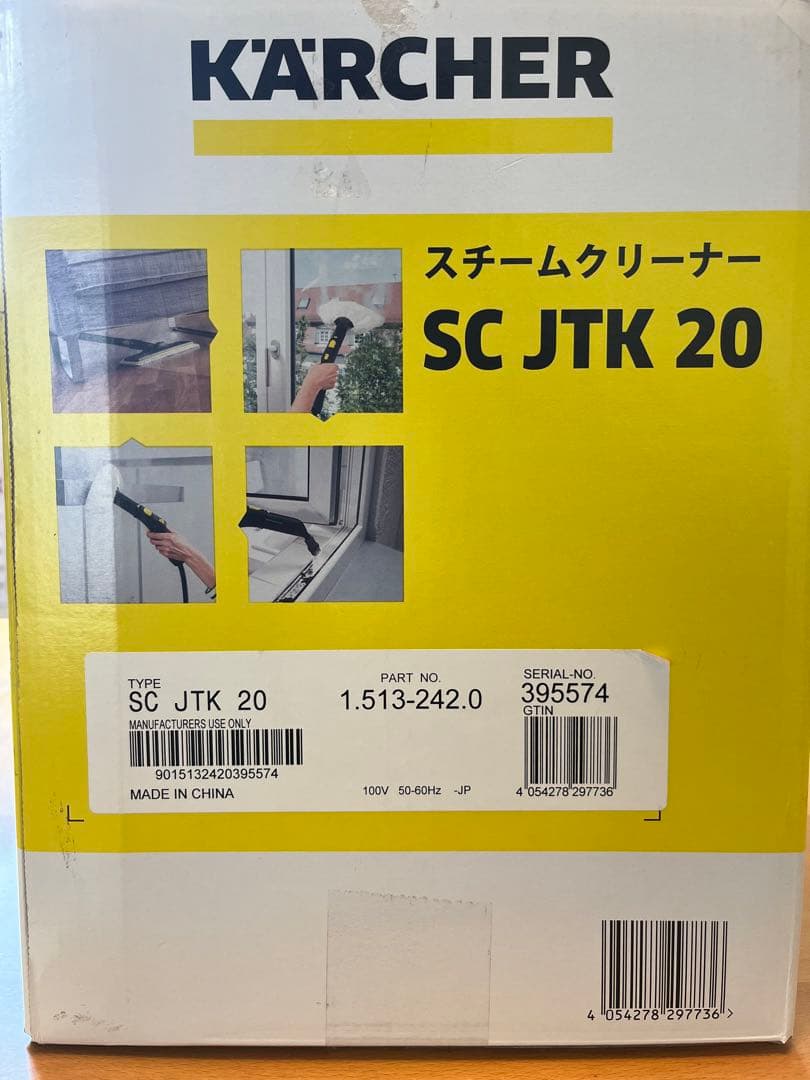 KÄRCHER
スチームクリーナー
SC JTK 20
TYPE
SC JTK 20
MANUFACTURERS USE ONLY
9015132420395574
MADE IN CHINA
PART NO.
1.513-242.0
100V 50-60Hz -JP
SERIAL-NO.
395574
GTIN
4 054278 297736
4 054278 297736 >